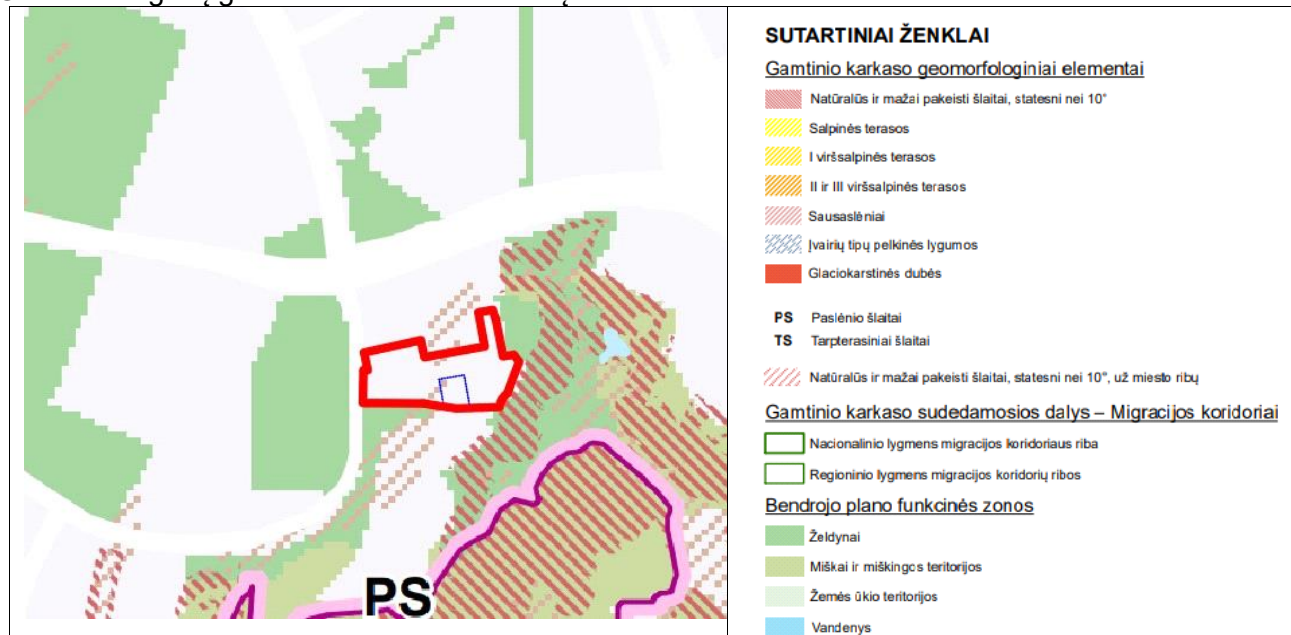 PS
SUTARTINIAI ŽENKLAI
Gamtinio karkaso geomorfologiniai elementai
Natūralūs ir mažai pakeisti šlaitai, statesni nei 10°
Salpinės terasos
I viršsalpinės terasos
II ir III viršsalpinės terasos
Sausaslėniai
Įvairių tipų pelkinės lygumos
Glaciokarstinės dubės
PS Paslėnio šlaitai
TS Tarpterasiniai šlaitai
Natūralūs ir mažai pakeisti šlaitai, statesni nei 10°, už miesto ribų
Gamtinio karkaso sudedamosios dalys – Migracijos koridoriai
Nacionalinio lygmens migracijos koridoriaus riba
Regioninio lygmens migracijos koridorių ribos
Bendrojo plano funkcinės zonos
Želdynai
Miškai ir miškingos teritorijos
Žemės ūkio teritorijos
Vandenys